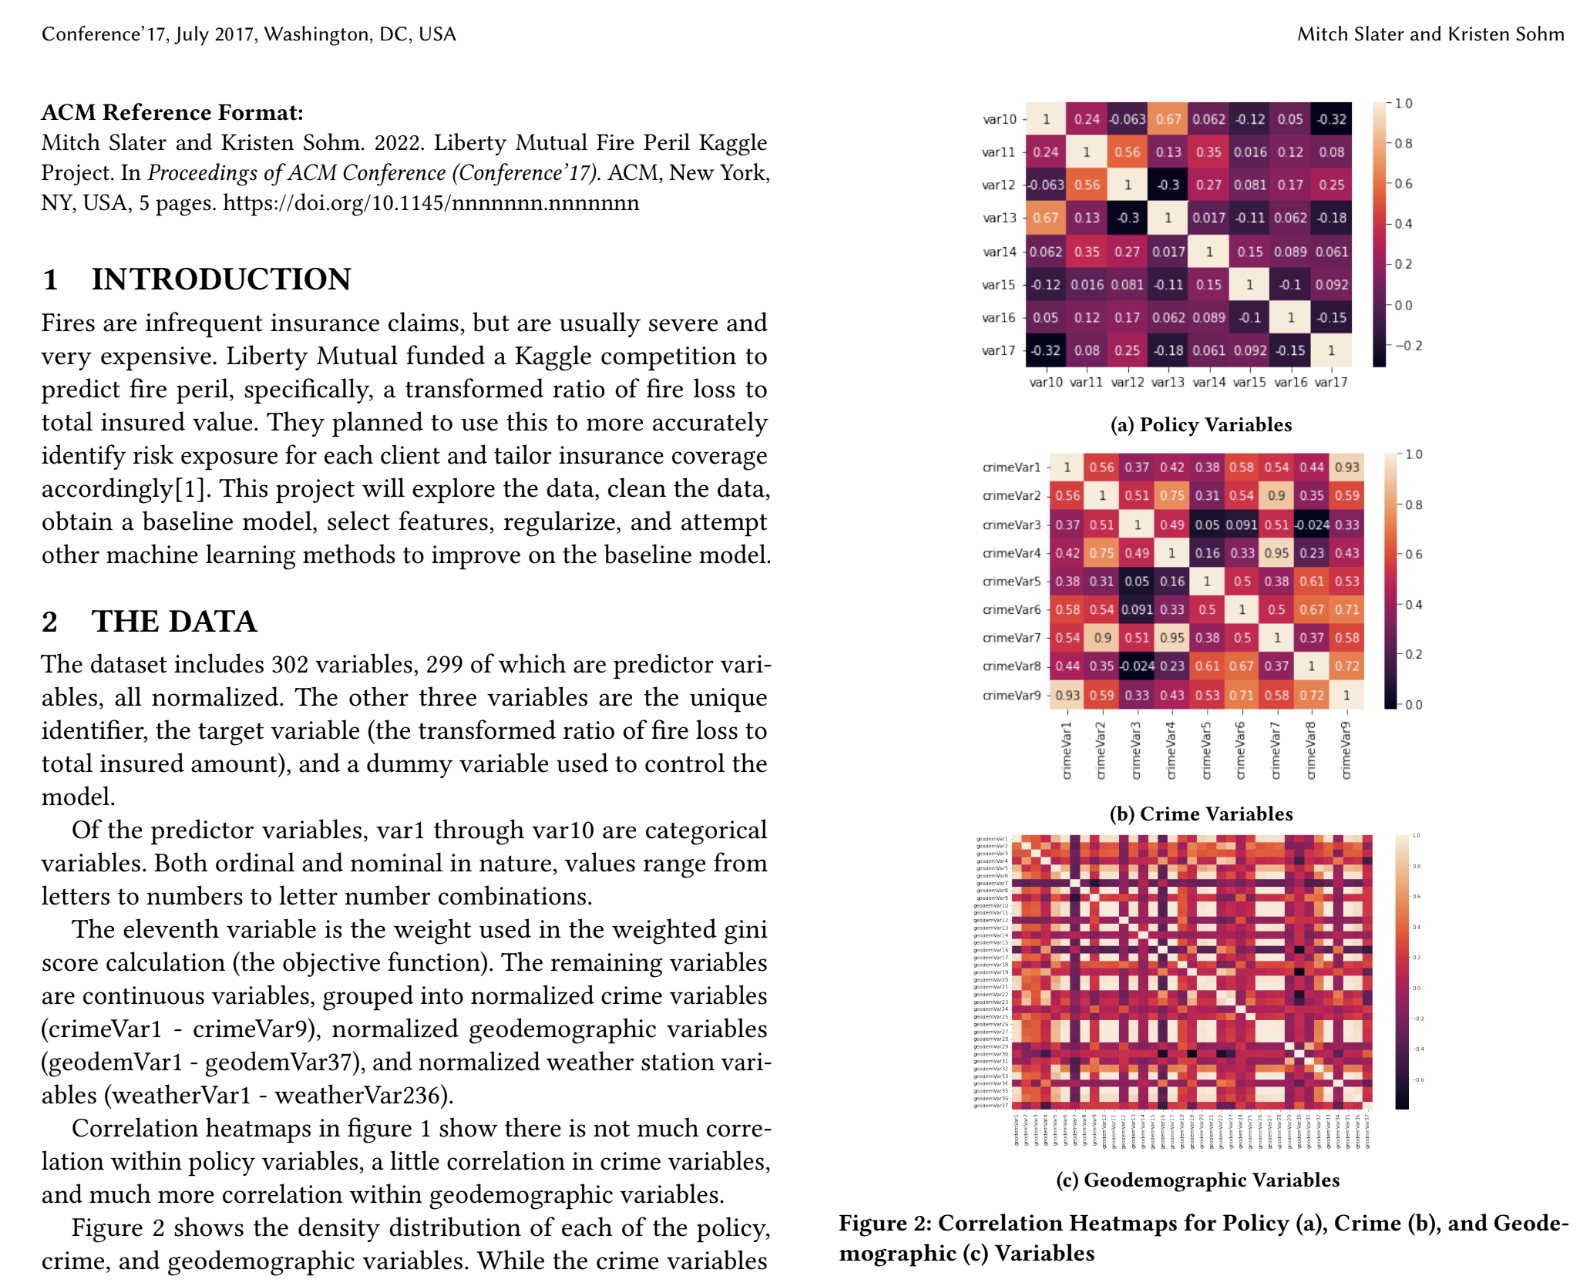 Conference'17, July 2017, Washington, DC, USA
Mitch Slater and Kristen Sohm
ACM Reference Format:
Mitch Slater and Kristen Sohm. 2022. Liberty Mutual Fire Peril Kaggle
Project. In Proceedings of ACM Conference (Conference'17). ACM, New York,
NY, USA, 5 pages. https://doi.org/10.1145/nnnnnnn.nnnnnnn
1 INTRODUCTION
Fires are infrequent insurance claims, but are usually severe and
very expensive. Liberty Mutual funded a Kaggle competition to
predict fire peril, specifically, a transformed ratio of fire loss to
total insured value. They planned to use this to more accurately
identify risk exposure for each client and tailor insurance coverage
accordingly[1]. This project will explore the data, clean the data,
obtain a baseline model, select features, regularize, and attempt
other machine learning methods to improve on the baseline model.
2 THE DATA
The dataset includes 302 variables, 299 of which are predictor vari-
ables, all normalized. The other three variables are the unique
identifier, the target variable (the transformed ratio of fire loss to
total insured amount), and a dummy variable used to control the
model.
Of the predictor variables, var1 through var10 are categorical
variables. Both ordinal and nominal in nature, values range from
letters to numbers to letter number combinations.
The eleventh variable is the weight used in the weighted gini
score calculation (the objective function). The remaining variables
are continuous variables, grouped into normalized crime variables
(crimeVar1 - crimeVar9), normalized geodemographic variables
(geodemVar1 - geodemVar37), and normalized weather station vari-
ables (weatherVar1 - weatherVar236).
Correlation heatmaps in figure 1 show there is not much corre-
lation within policy variables, a little correlation in crime variables,
and much more correlation within geodemographic variables.
Figure 2 shows the density distribution of each of the policy,
crime, and geodemographic variables. While the crime variables
var10 1 0.24 -0.063 0.67 0.062 -0.12 0.05 -0.32
var11 0.24 1 0.56 0.13 0.35 0.016 0.12 0.08
var12 -0.063 0.56 1 -0.3 0.27 0.081 0.17 0.25
var13 0.67 0.13 -0.3 1 0.017 -0.11 0.062 -0.18
var14 0.062 0.35 0.27 0.017 1 0.15 0.089 0.061
var15 -0.12 0.016 0.081 -0.11 0.15 1 -0.1 0.092
var16 0.05 0.12 0.17 0.062 0.089 -0.1 1 -0.15
var17 -0.32 0.08 0.25 -0.18 0.061 0.092 -0.15 1
var10 var11 var12 var13 var14 var15 var16 var17
1.0
0.8
0.6
0.4
0.2
0.0
-0.2
(a) Policy Variables
crimeVar1 1 0.56 0.37 0.42 0.38 0.58 0.54 0.44 0.93
crimeVar2 0.56 1 0.51 0.75 0.31 0.54 0.9 0.35 0.59
crimeVar3 0.37 0.51 1 0.49 0.05 0.091 0.51 -0.024 0.33
crimeVar4 0.42 0.75 0.49 1 0.16 0.33 0.95 0.23 0.43
crimeVar5 0.38 0.31 0.05 0.16 1 0.5 0.38 0.61 0.53
crimeVar6 0.58 0.54 0.091 0.33 0.5 1 0.5 0.67 0.71
crimeVar7 0.54 0.9 0.51 0.95 0.38 0.5 1 0.37 0.58
crimeVar8 0.44 0.35 -0.024 0.23 0.61 0.67 0.37 1 0.72
crimeVar9 0.93 0.59 0.33 0.43 0.53 0.71 0.58 0.72 1
crimeVar1 crimeVar2 crimeVar3 crimeVar4 crimeVar5 crimeVar6 crimeVar7 crimeVar8 crimeVar9
1.0
0.8
0.6
0.4
0.2
0.0
(b) Crime Variables
1.0
0.8
0.6
0.4
0.2
0.0
-0.2
-0.4
-0.6
(c) Geodemographic Variables
Figure 2: Correlation Heatmaps for Policy (a), Crime (b), and Geode-
mographic (c) Variables